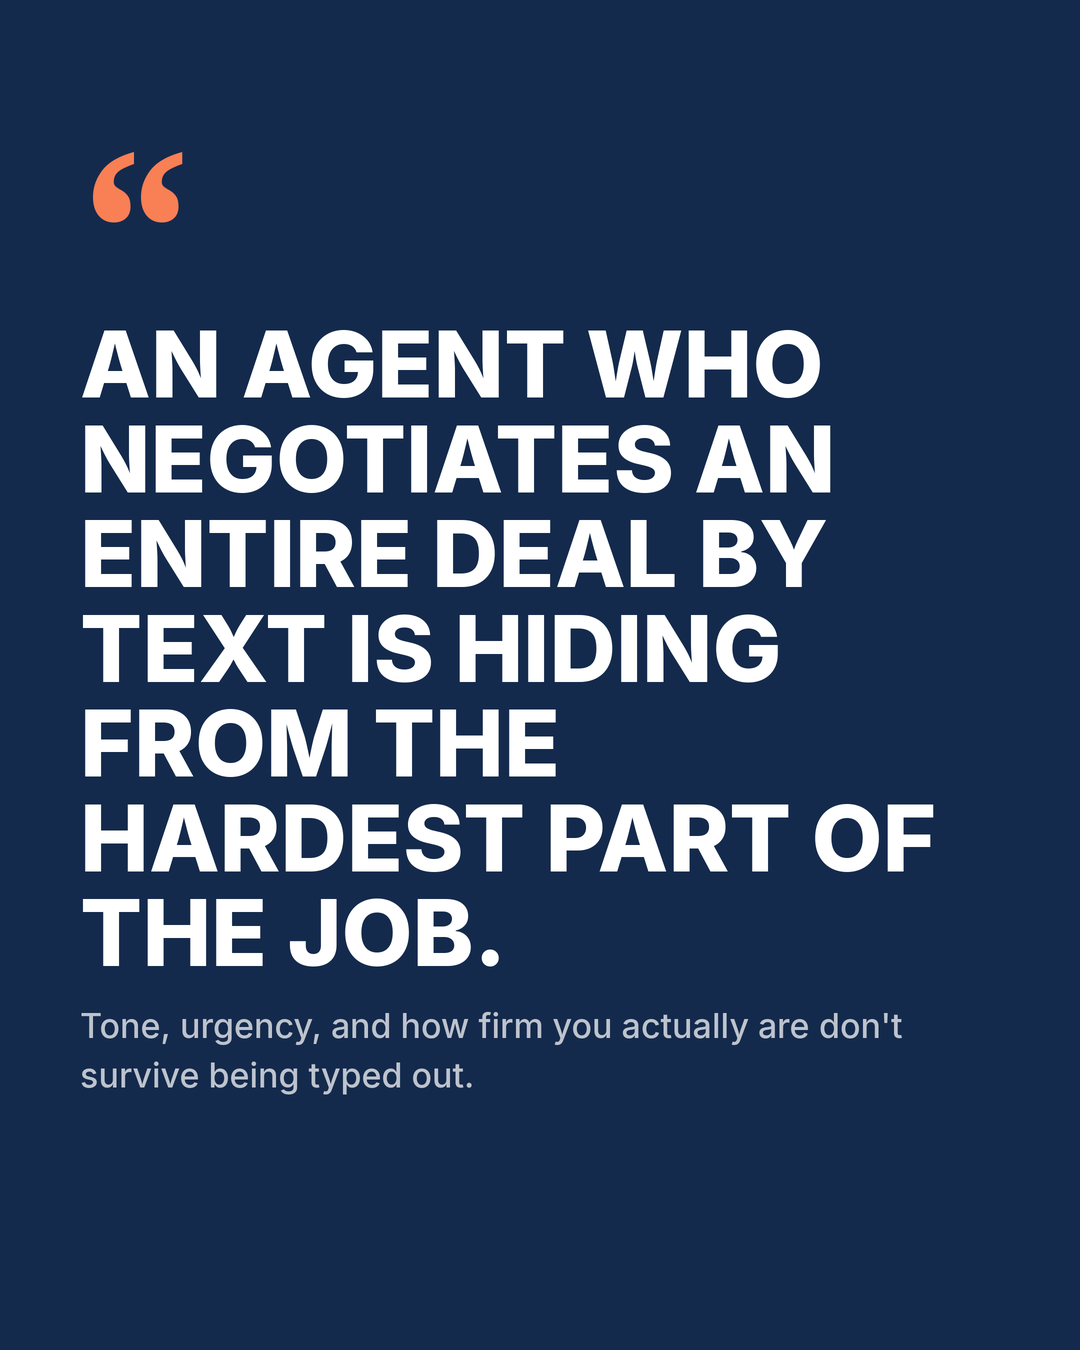 “
AN AGENT WHO
NEGOTIATES AN
ENTIRE DEAL BY
TEXT IS HIDING
FROM THE
HARDEST PART OF
THE JOB.
Tone, urgency, and how firm you actually are don't
survive being typed out.